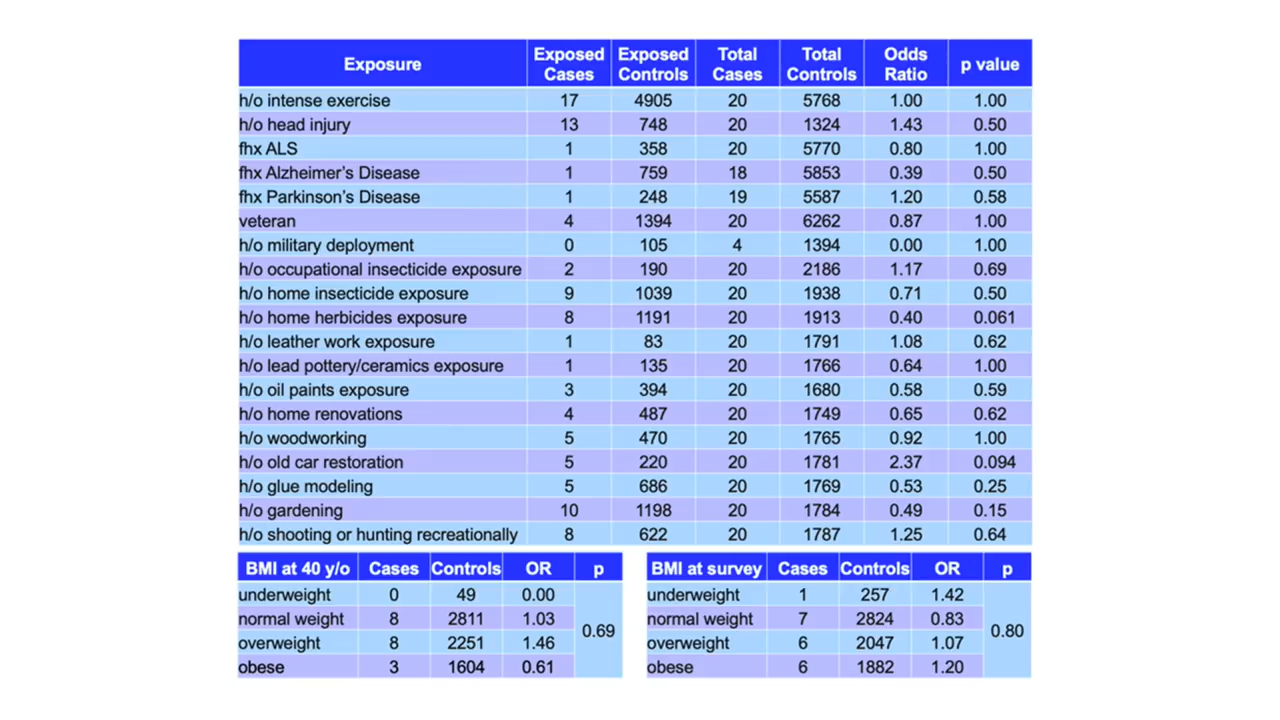 Exposure Exposed Cases Exposed Controls Total Cases Total Controls Odds Ratio p value
h/o intense exercise 17 4905 20 5768 1.00 1.00
h/o head injury 13 748 20 1324 1.43 0.50
fhx ALS 1 358 20 5770 0.80 1.00
fhx Alzheimer's Disease 1 759 18 5853 0.39 0.50
fhx Parkinson's Disease 1 248 19 5587 1.20 0.58
veteran 4 1394 20 6262 0.87 1.00
h/o military deployment 0 105 4 1394 0.00 1.00
h/o occupational insecticide exposure 2 190 20 2186 1.17 0.69
h/o home insecticide exposure 9 1039 20 1938 0.71 0.50
h/o home herbicides exposure 8 1191 20 1913 0.40 0.061
h/o leather work exposure 1 83 20 1791 1.08 0.62
h/o lead pottery/ceramics exposure 1 135 20 1766 0.64 1.00
h/o oil paints exposure 3 394 20 1680 0.58 0.59
h/o home renovations 4 487 20 1749 0.65 0.62
h/o woodworking 5 470 20 1765 0.92 1.00
h/o old car restoration 5 220 20 1781 2.37 0.094
h/o glue modeling 5 686 20 1769 0.53 0.25
h/o gardening 10 1198 20 1784 0.49 0.15
h/o shooting or hunting recreationally 8 622 20 1787 1.25 0.64
BMI at 40 y/o Cases Controls OR p
underweight 0 49 0.00
normal weight 8 2811 1.03
0.69
overweight 8 2251 1.46
obese 3 1604 0.61
BMI at survey Cases Controls OR p
underweight 1 257 1.42
normal weight 7 2824 0.83
0.80
overweight 6 2047 1.07
obese 6 1882 1.20